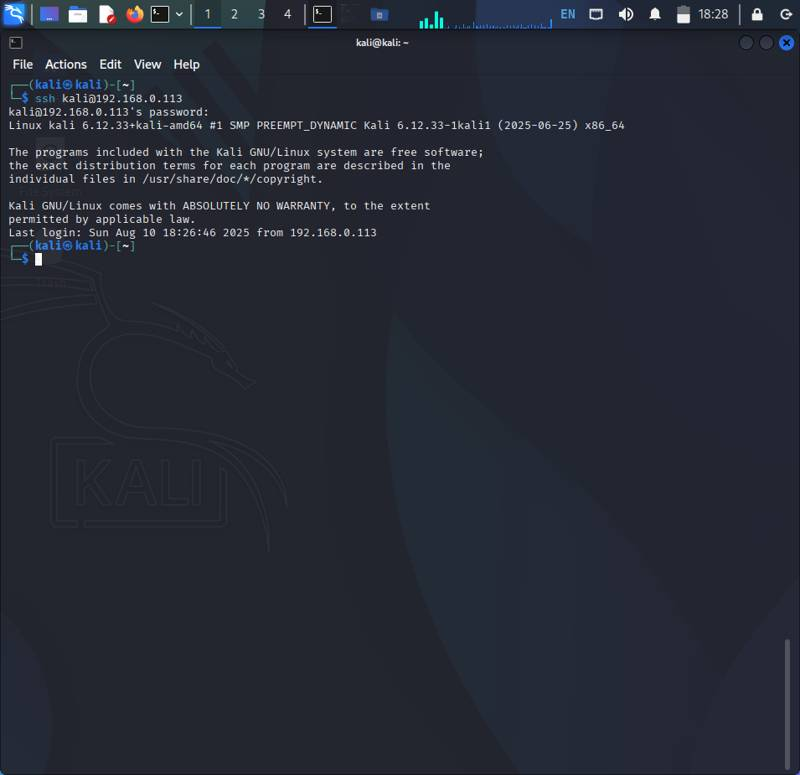 1 2 3 4 EN 18:28
kali@kali: ~
File Actions Edit View Help
┌──(kali㉿kali)-[~]
└─$ ssh kali@192.168.0.113
kali@192.168.0.113's password:
Linux kali 6.12.33+kali-amd64 #1 SMP PREEMPT_DYNAMIC Kali 6.12.33-1kali1 (2025-06-25) x86_64
The programs included with the Kali GNU/Linux system are free software;
the exact distribution terms for each program are described in the
individual files in /usr/share/doc/*/copyright.
Kali GNU/Linux comes with ABSOLUTELY NO WARRANTY, to the extent
permitted by applicable law.
Last login: Sun Aug 10 18:26:46 2025 from 192.168.0.113
┌──(kali㉿kali)-[~]
└─$
KALI